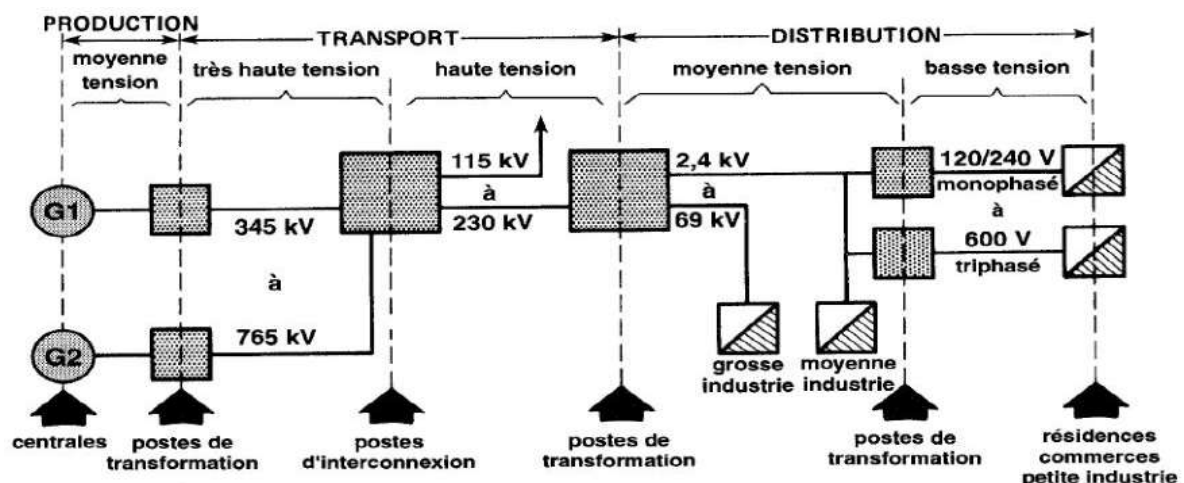 PRODUCTION
TRANSPORT
DISTRIBUTION
moyenne
tension
très haute tension
haute tension
moyenne tension
basse tension
115 kV
à
230 kV
2,4 kV
à
69 kV
120/240 V
monophasé
à
600 V
triphasé
G1
345 kV
à
765 kV
G2
grosse
industrie
moyenne
industrie
centrales
postes de
transformation
postes
d'interconnexion
postes de
transformation
postes de
transformation
résidences
commerces
petite industrie